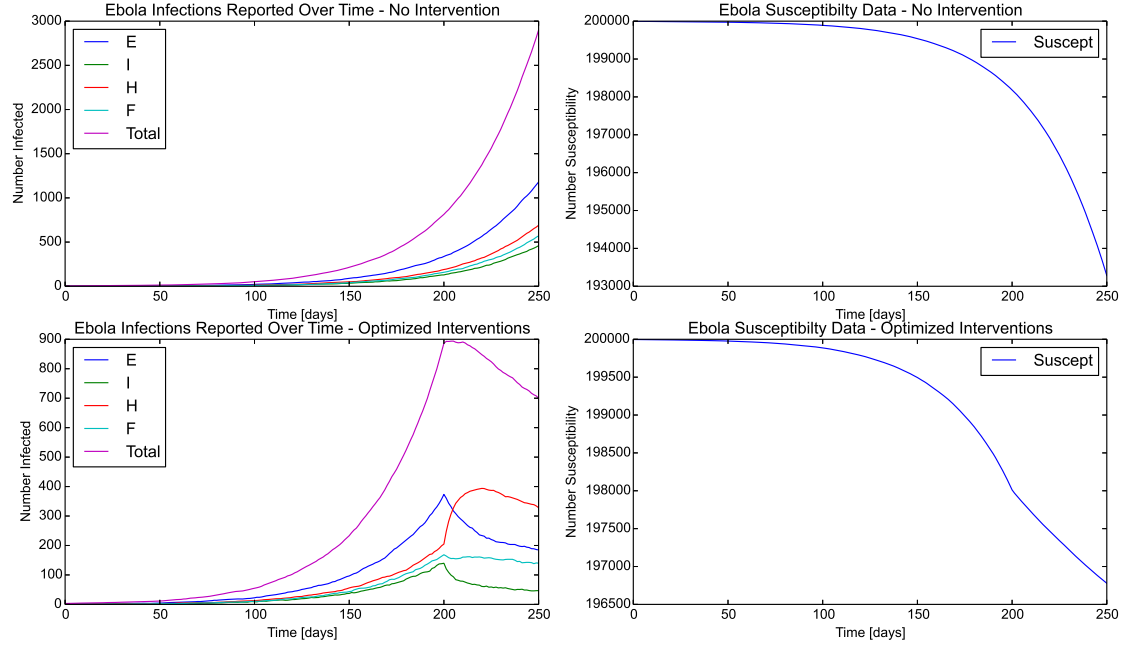 Ebola Infections Reported Over Time - No Intervention
3000
2500
2000
1500
1000
500
0
Number Infected
E
I
H
F
Total
0 50 100 150 200 250
Time [days]
Ebola Susceptibilty Data - No Intervention
200000
199000
198000
197000
196000
195000
194000
193000
Number Susceptibility
Suscept
0 50 100 150 200 250
Time [days]
Ebola Infections Reported Over Time - Optimized Interventions
900
800
700
600
500
400
300
200
100
0
Number Infected
E
I
H
F
Total
0 50 100 150 200 250
Time [days]
Ebola Susceptibilty Data - Optimized Interventions
200000
199500
199000
198500
198000
197500
197000
196500
Number Susceptibility
Suscept
0 50 100 150 200 250
Time [days]